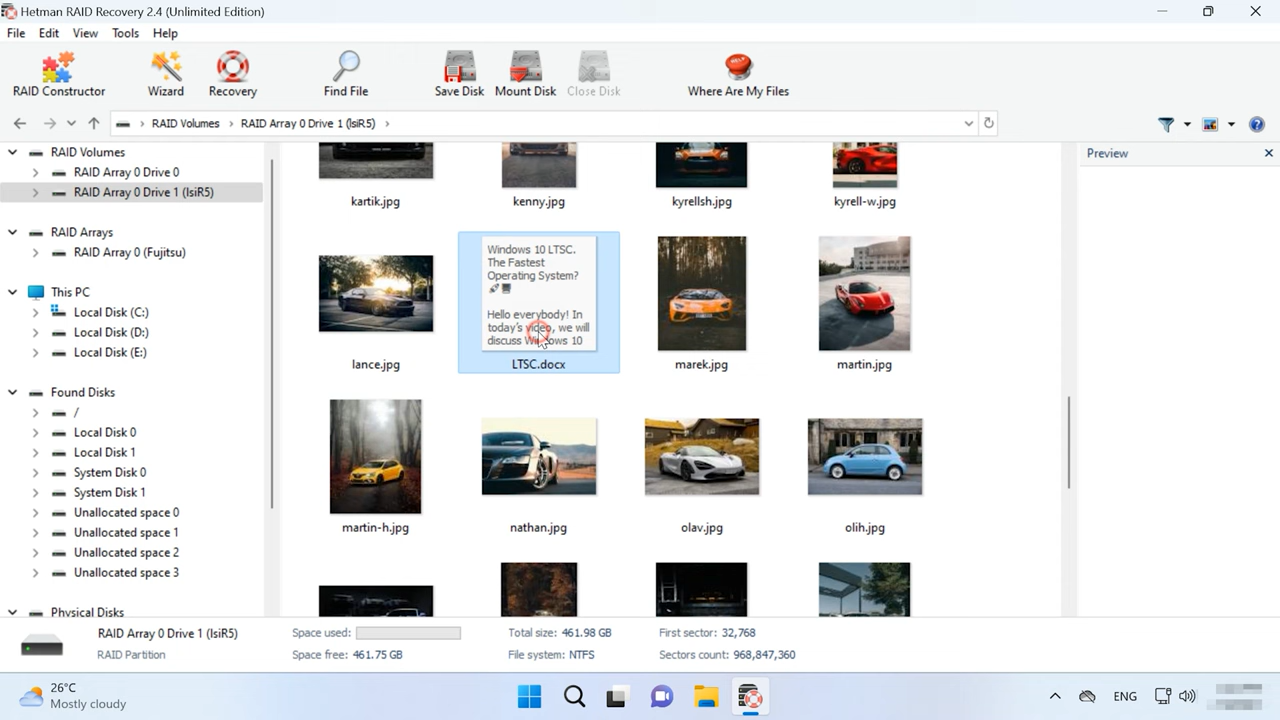 Hetman RAID Recovery 2.4 (Unlimited Edition)
File Edit View Tools Help
RAID Constructor Wizard Recovery Find File Save Disk Mount Disk Close Disk Where Are My Files
RAID Volumes RAID Array 0 Drive 1 (IsiR5)
RAID Volumes
RAID Array 0 Drive 0
RAID Array 0 Drive 1 (IsiR5)
RAID Arrays
RAID Array 0 (Fujitsu)
This PC
Local Disk (C:)
Local Disk (D:)
Local Disk (E:)
Found Disks
/
Local Disk 0
Local Disk 1
System Disk 0
System Disk 1
Unallocated space 0
Unallocated space 1
Unallocated space 2
Unallocated space 3
Physical Disks
kartik.jpg kenny.jpg kyrellsh.jpg kyrell-w.jpg
Windows 10 LTSC.
The Fastest
Operating System?
Hello everybody! In
today's video, we will
discuss Windows 10
lance.jpg LTSC.docx marek.jpg martin.jpg
martin-h.jpg nathan.jpg olav.jpg olih.jpg
Preview
RAID Array 0 Drive 1 (IsiR5) Space used: Total size: 461.98 GB First sector: 32,768
RAID Partition Space free: 461.75 GB File system: NTFS Sectors count: 968,847,360
26°C
Mostly cloudy
ENG